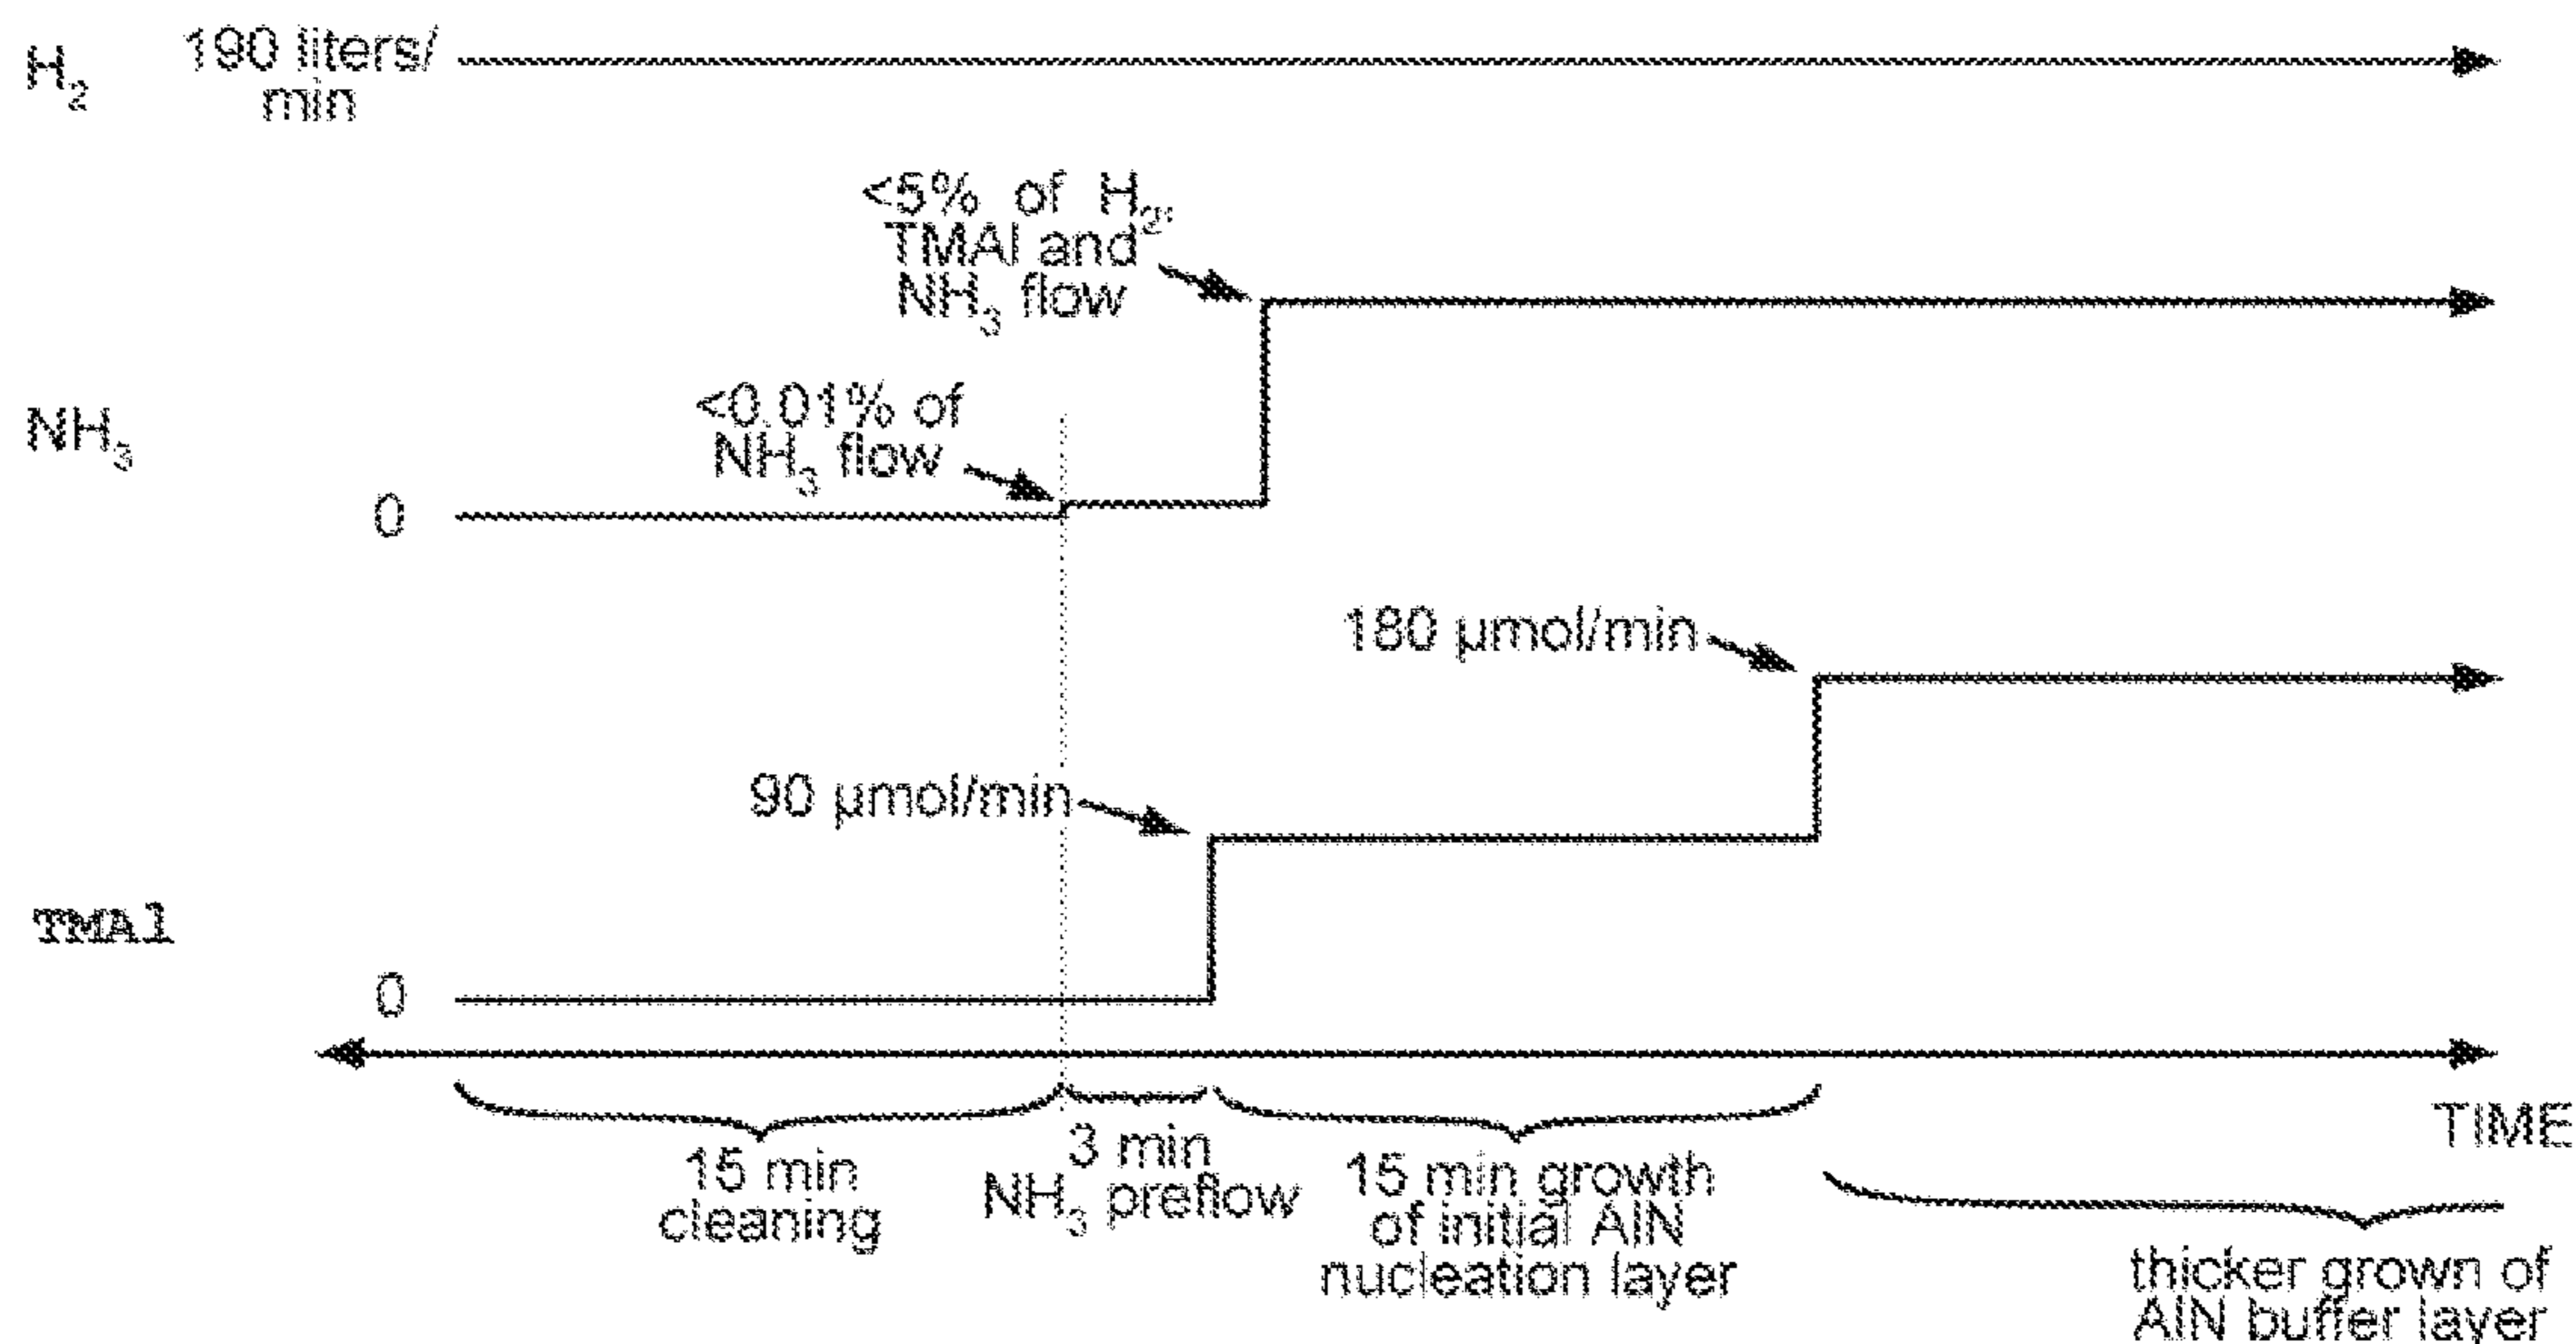 H₂
190 liters/
min
<5% of H₂,
TMAl and
NH₃ flow
NH₃
<0.01% of
NH₃ flow
0
180 µmol/min
90 µmol/min
TMAl
0
TIME
15 min
cleaning
3 min
NH₃ preflow
15 min growth
of initial AlN
nucleation layer
thicker grown of
AlN buffer layer